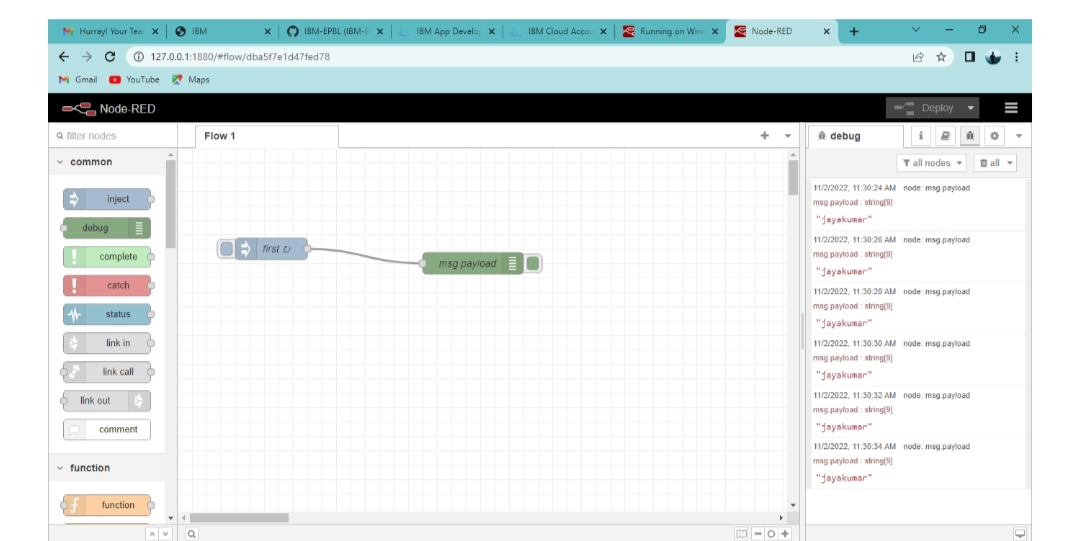 Hurray! Your Tear
IBM
IBM-EPBL (IBM-E
IBM App Develop
IBM Cloud Accou
Running on Wind
Node-RED
127.0.0.1:1880/#flow/dba5f7e1d47fed78
Gmail
YouTube
Maps
Node-RED
Deploy
filter nodes
common
inject
debug
complete
catch
status
link in
link call
link out
comment
function
function
Flow 1
first ↻
msg.payload
debug
all nodes
all
11/2/2022, 11:30:24 AM node: msg.payload
msg.payload : string[9]
"jayakumar"
11/2/2022, 11:30:26 AM node: msg.payload
msg.payload : string[9]
"jayakumar"
11/2/2022, 11:30:28 AM node: msg.payload
msg.payload : string[9]
"jayakumar"
11/2/2022, 11:30:30 AM node: msg.payload
msg.payload : string[9]
"jayakumar"
11/2/2022, 11:30:32 AM node: msg.payload
msg.payload : string[9]
"jayakumar"
11/2/2022, 11:30:34 AM node: msg.payload
msg.payload : string[9]
"jayakumar"